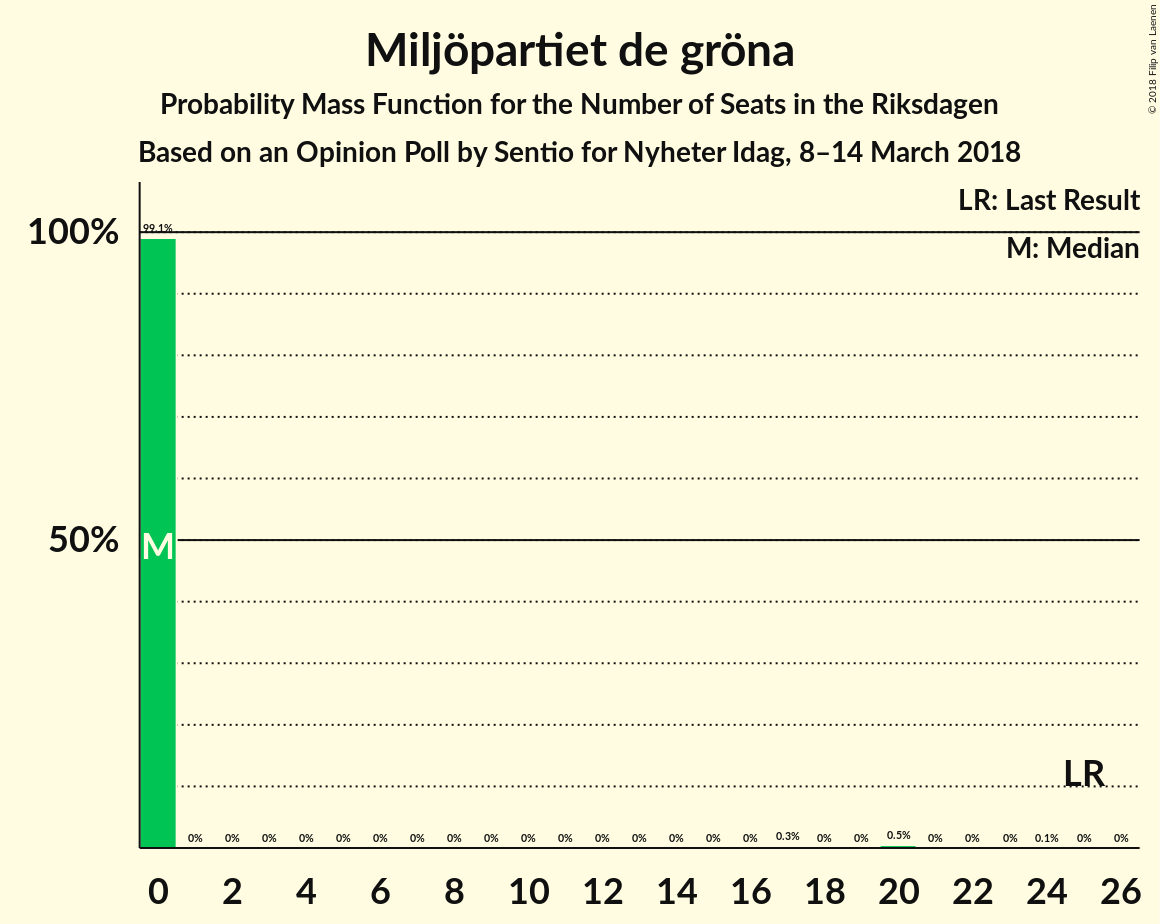 Miljöpartiet de gröna
Probability Mass Function for the Number of Seats in the Riksdagen
Based on an Opinion Poll by Sentio for Nyheter Idag, 8–14 March 2018
© 2018 Filip van Laenen
LR: Last Result
M: Median
100%
99.1%
50%
M
LR
0% 0% 0% 0% 0% 0% 0% 0% 0% 0% 0% 0% 0% 0% 0% 0% 0.3% 0% 0% 0.5% 0% 0% 0% 0.1% 0% 0%
0 2 4 6 8 10 12 14 16 18 20 22 24 26